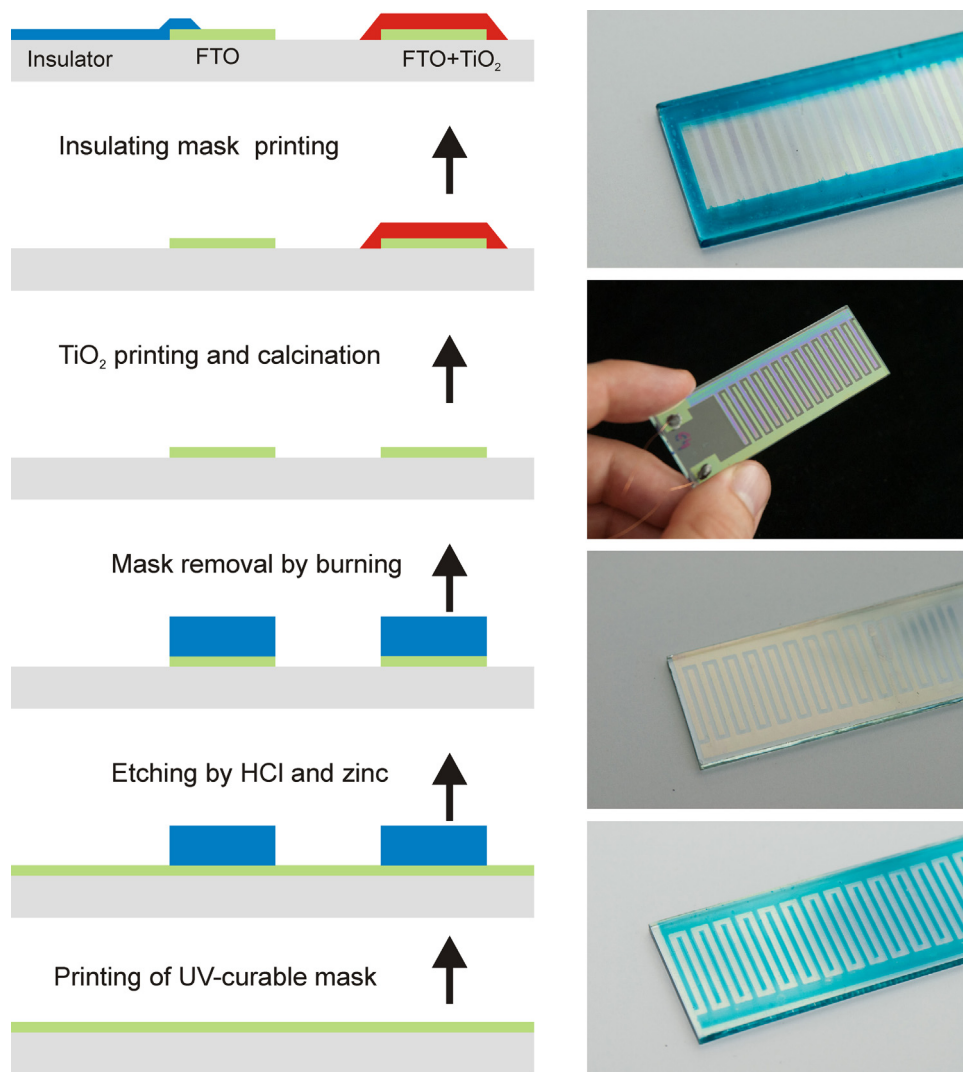 Insulator
FTO
FTO+TiO₂
Insulating mask printing
TiO₂ printing and calcination
Mask removal by burning
Etching by HCl and zinc
Printing of UV-curable mask